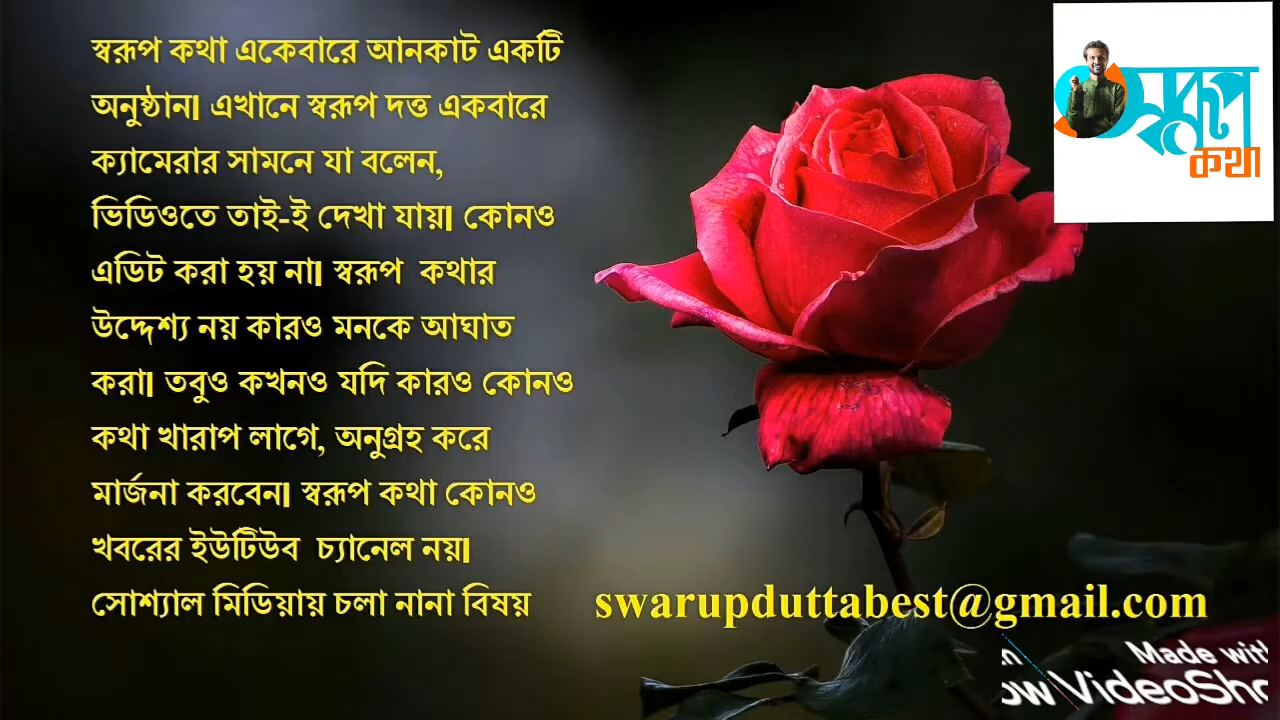 স্বরূপ কথা একেবারে আনকাট একটি
অনুষ্ঠান। এখানে স্বরূপ দত্ত একবারে
ক্যামেরার সামনে যা বলেন,
ভিডিওতে তাই-ই দেখা যায়। কোনও
এডিট করা হয় না। স্বরূপ কথার
উদ্দেশ্য নয় কারও মনকে আঘাত
করা। তবুও কখনও যদি কারও কোনও
কথা খারাপ লাগে, অনুগ্রহ করে
মার্জনা করবেন। স্বরূপ কথা কোনও
খবরের ইউটিউব চ্যানেল নয়।
সোশ্যাল মিডিয়ায় চলা নানা বিষয়
স্বরূপ
কথা
swarupduttabest@gmail.com
Made with
VideoSho